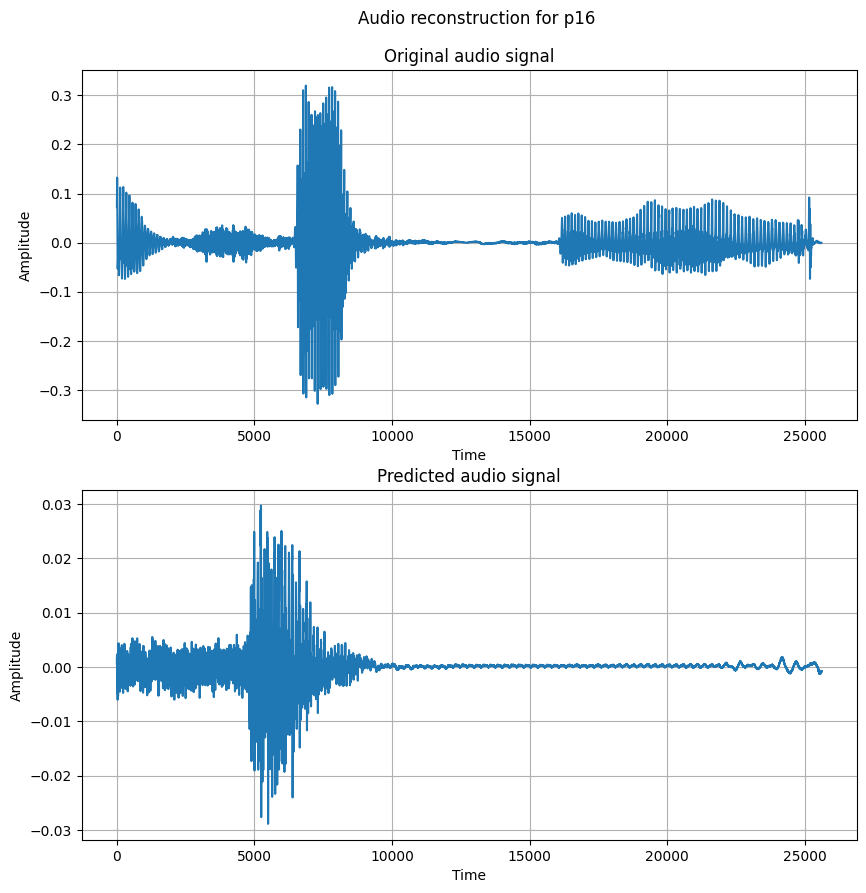 Audio reconstruction for p16
Original audio signal
Amplitude
0.3
0.2
0.1
0.0
−0.1
−0.2
−0.3
0 5000 10000 15000 20000 25000
Time
Predicted audio signal
Amplitude
0.03
0.02
0.01
0.00
−0.01
−0.02
−0.03
0 5000 10000 15000 20000 25000
Time